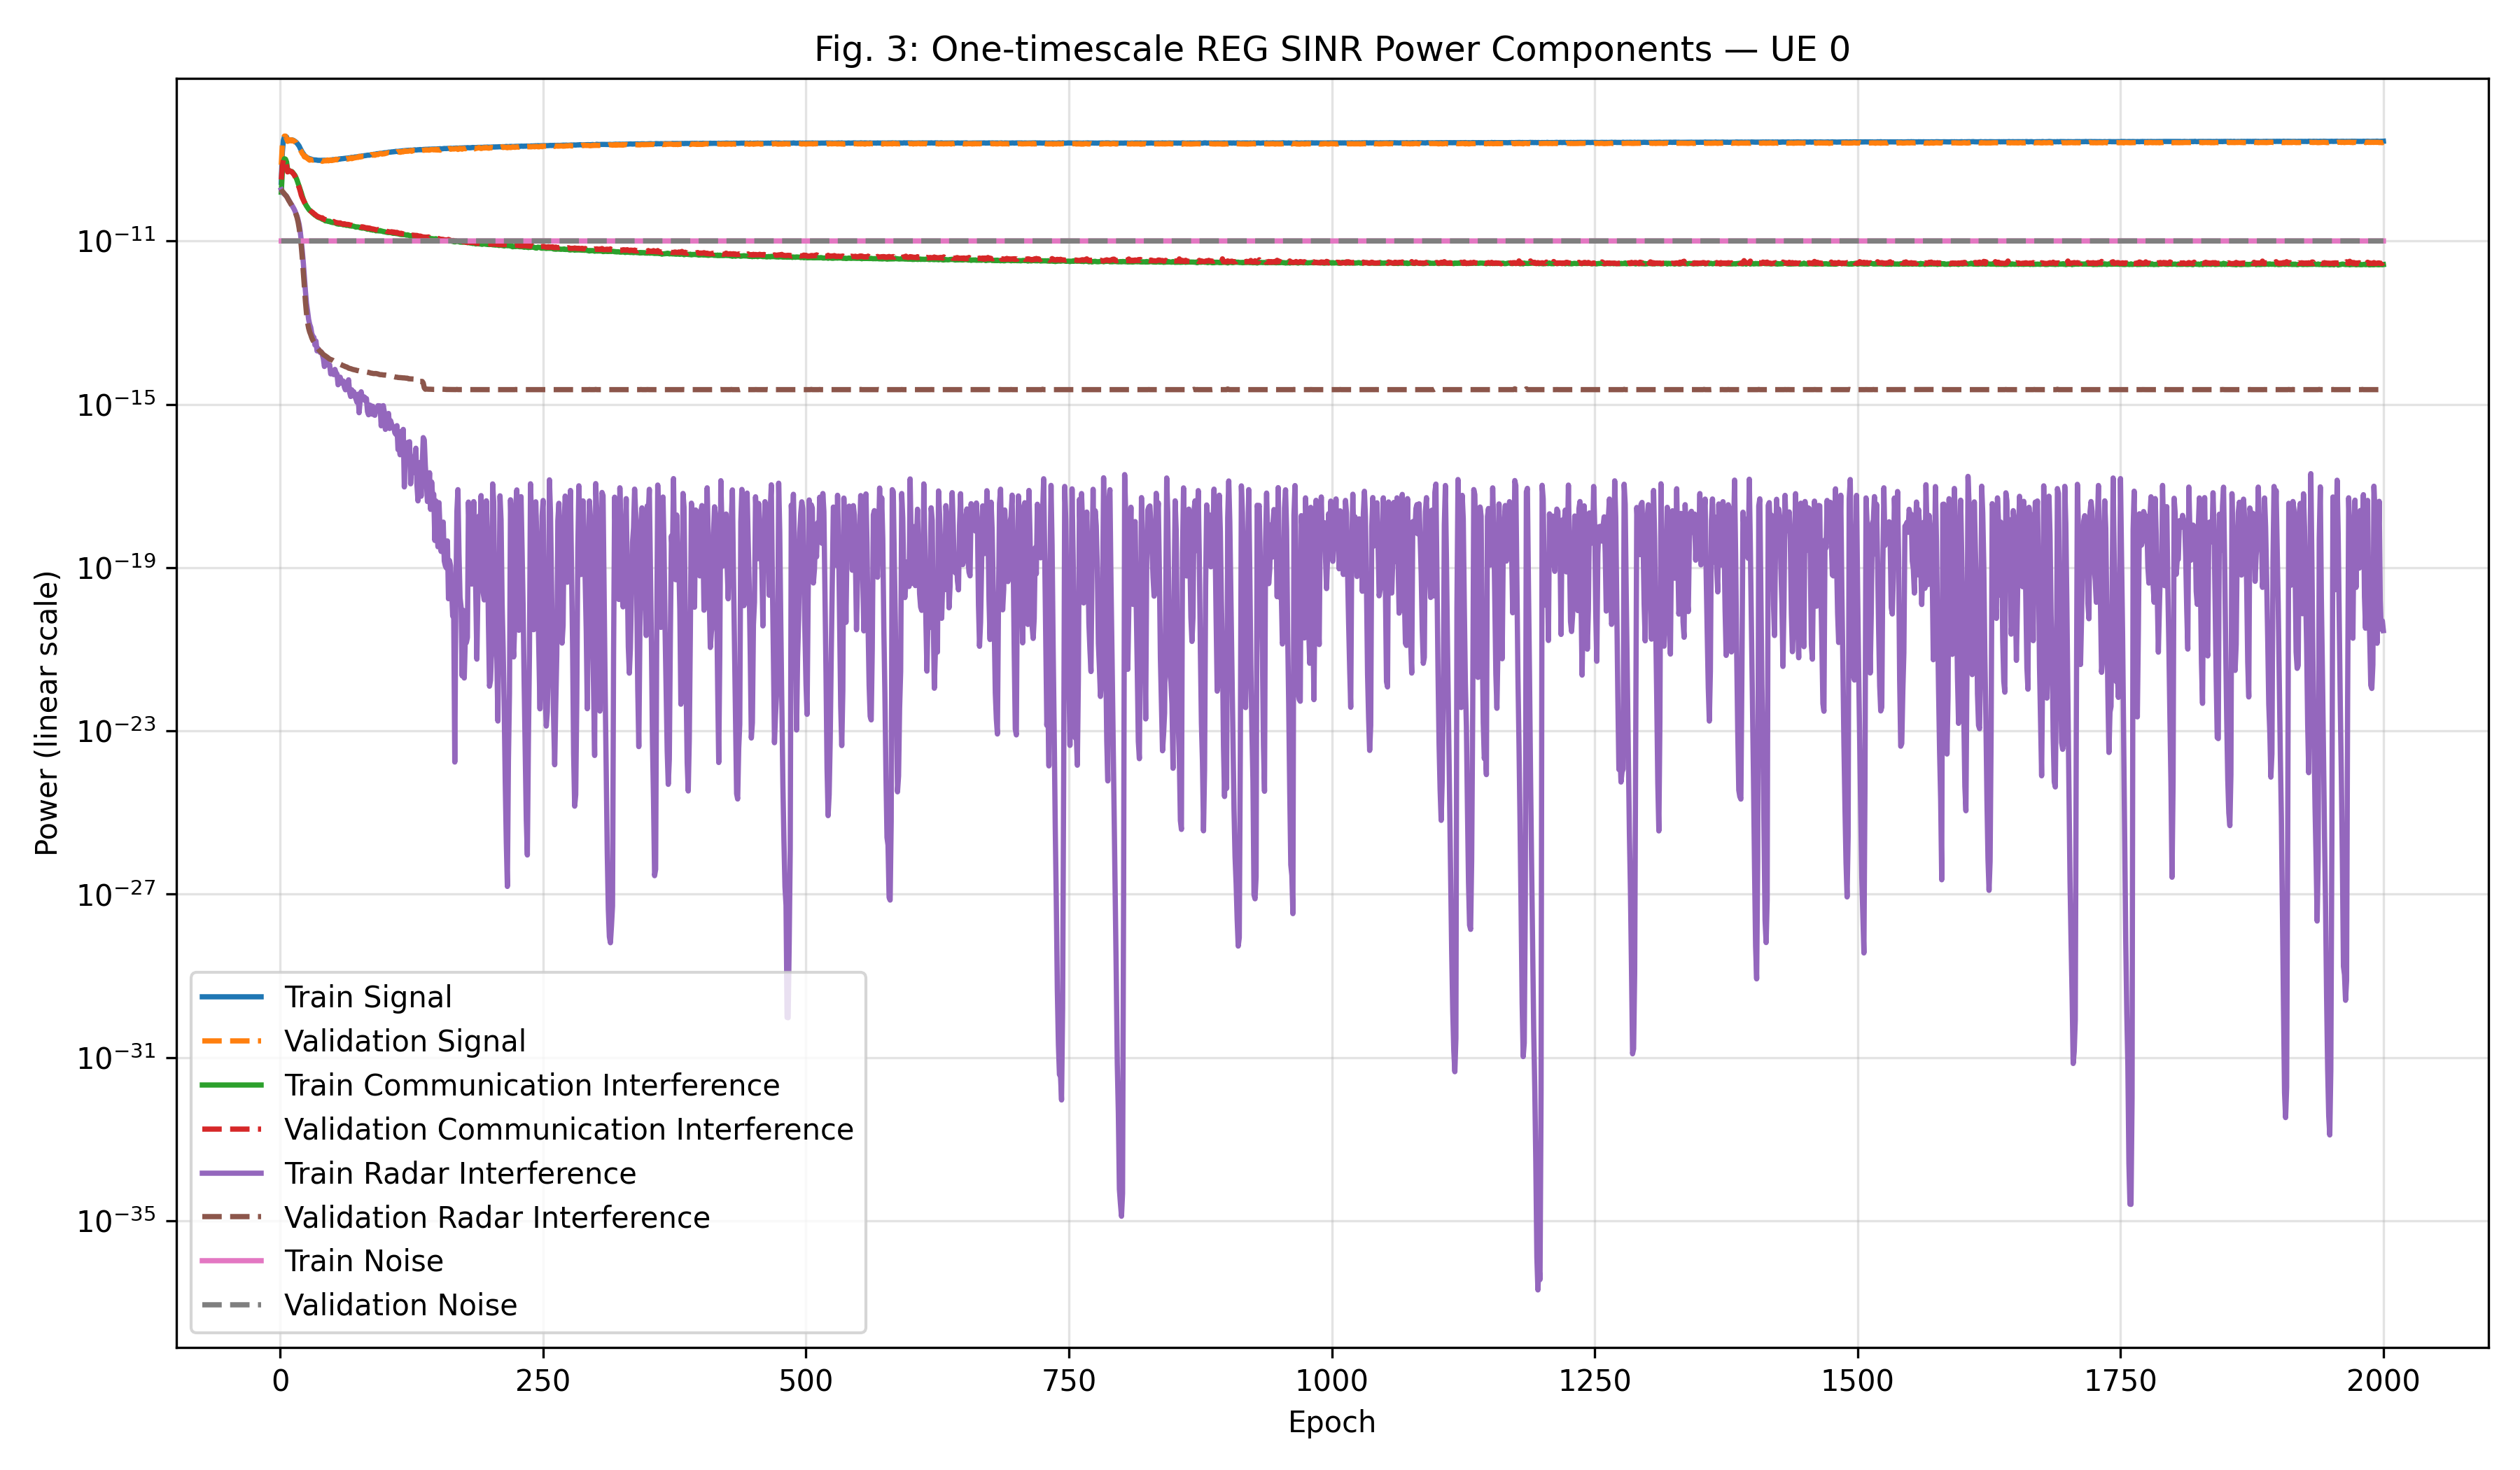 Fig. 3: One-timescale REG SINR Power Components — UE 0
Power (linear scale)
10⁻¹¹
10⁻¹⁵
10⁻¹⁹
10⁻²³
10⁻²⁷
10⁻³¹
10⁻³⁵
Train Signal
Validation Signal
Train Communication Interference
Validation Communication Interference
Train Radar Interference
Validation Radar Interference
Train Noise
Validation Noise
0 250 500 750 1000 1250 1500 1750 2000
Epoch